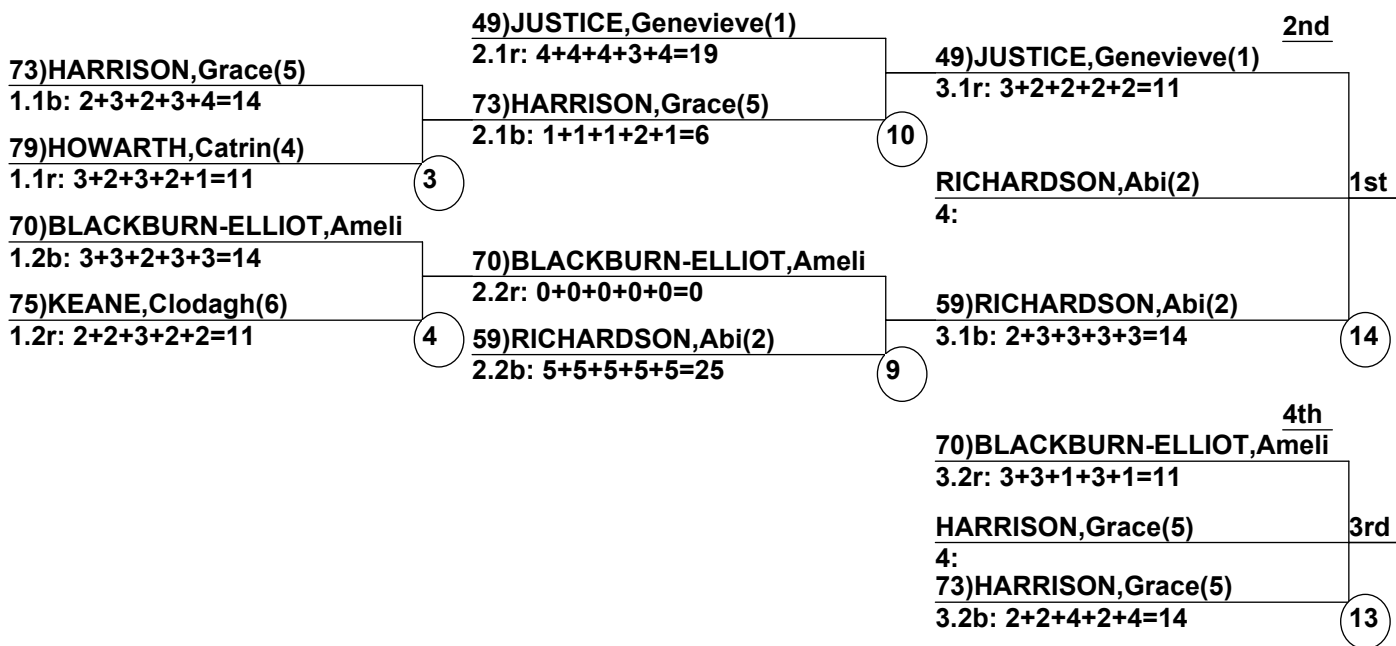 73)HARRISON,Grace(5)
1.1b: 2+3+2+3+4=14
79)HOWARTH,Catrin(4)
1.1r: 3+2+3+2+1=11
3
70)BLACKBURN-ELLIOT,Ameli
1.2b: 3+3+2+3+3=14
75)KEANE,Clodagh(6)
1.2r: 2+2+3+2+2=11
4
49)JUSTICE,Genevieve(1)
2.1r: 4+4+4+3+4=19
73)HARRISON,Grace(5)
2.1b: 1+1+1+2+1=6
10
70)BLACKBURN-ELLIOT,Ameli
2.2r: 0+0+0+0+0=0
59)RICHARDSON,Abi(2)
2.2b: 5+5+5+5+5=25
9
2nd
49)JUSTICE,Genevieve(1)
3.1r: 3+2+2+2+2=11
RICHARDSON,Abi(2) 1st
4:
59)RICHARDSON,Abi(2)
3.1b: 2+3+3+3+3=14
14
4th
70)BLACKBURN-ELLIOT,Ameli
3.2r: 3+3+1+3+1=11
HARRISON,Grace(5) 3rd
4:
73)HARRISON,Grace(5)
3.2b: 2+2+4+2+4=14
13